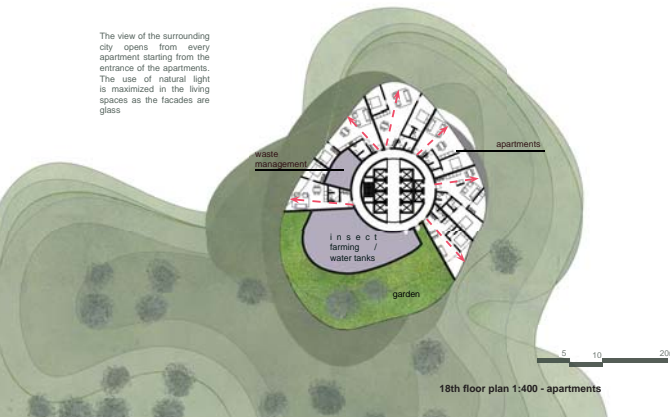 The view of the surrounding
city opens from every
apartment starting from the
entrance of the apartments.
The use of natural light
is maximized in the living
spaces as the facades are
glass
waste
management
apartments
insect
farming /
water tanks
garden
5
10
20
18th floor plan 1:400 - apartments